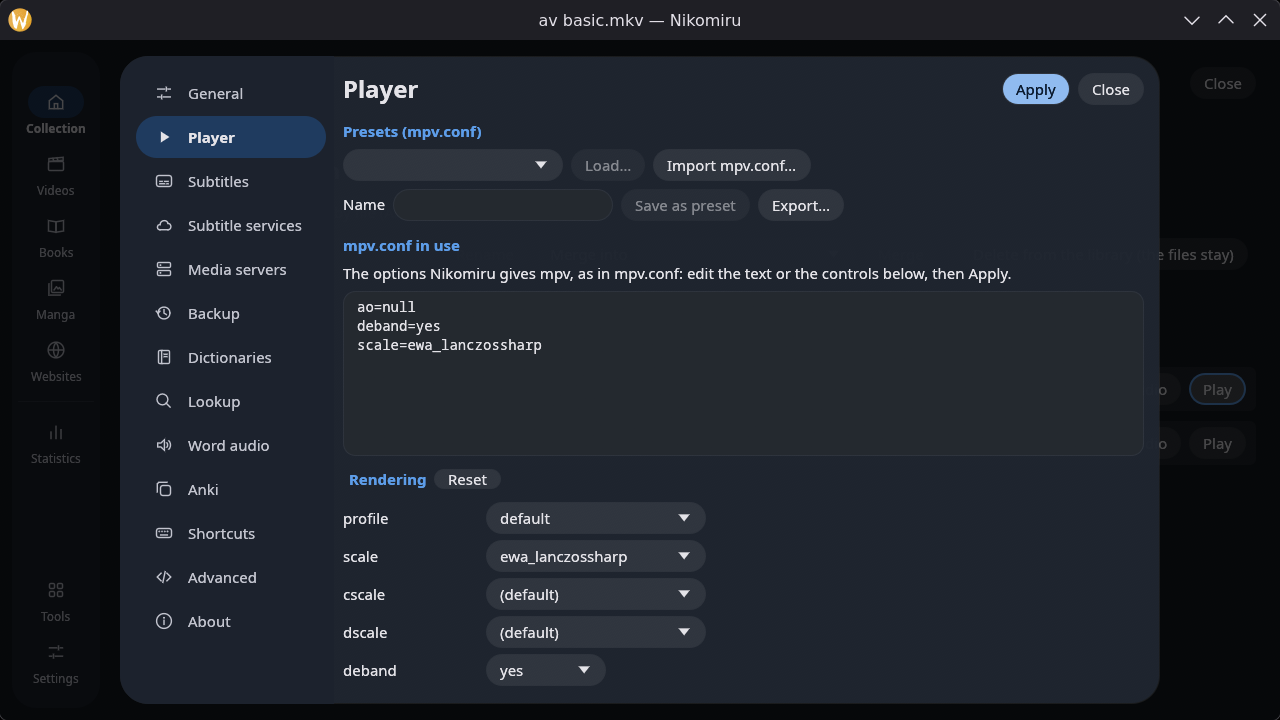 av basic.mkv — Nikomiru
Close
Collection
Videos
Books
Manga
Websites
Statistics
Tools
Settings
General
Player
Subtitles
Subtitle services
Media servers
Backup
Dictionaries
Lookup
Word audio
Anki
Shortcuts
Advanced
About
Player
Apply
Close
Presets (mpv.conf)
Load...
Import mpv.conf...
Name
Save as preset
Export...
mpv.conf in use
The options Nikomiru gives mpv, as in mpv.conf: edit the text or the controls below, then Apply.
ao=null
deband=yes
scale=ewa_lanczossharp
Rendering
Reset
profile
default
scale
ewa_lanczossharp
cscale
(default)
dscale
(default)
deband
yes
files stay)
Play
Play